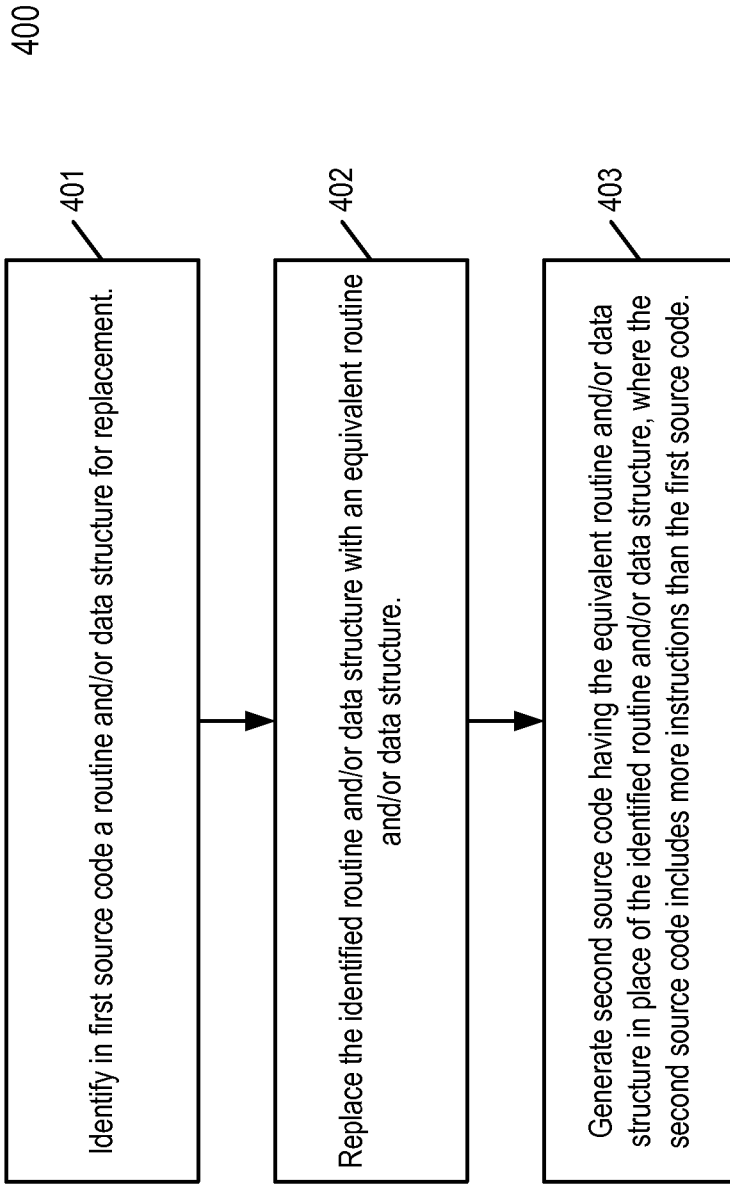 400
401
Identify in first source code a routine and/or data structure for replacement.
402
Replace the identified routine and/or data structure with an equivalent routine
and/or data structure.
403
Generate second source code having the equivalent routine and/or data
structure in place of the identified routine and/or data structure, where the
second source code includes more instructions than the first source code.